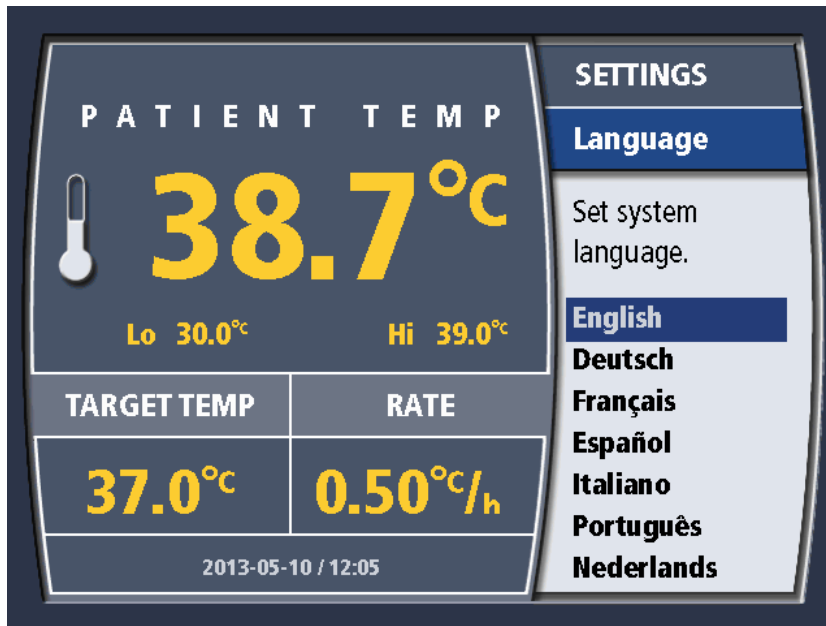 PATIENT TEMP
38.7°C
Lo 30.0°C Hi 39.0°C
TARGET TEMP RATE
37.0°C 0.50°C/h
2013-05-10 / 12:05
SETTINGS
Language
Set system
language.
English
Deutsch
Français
Español
Italiano
Português
Nederlands